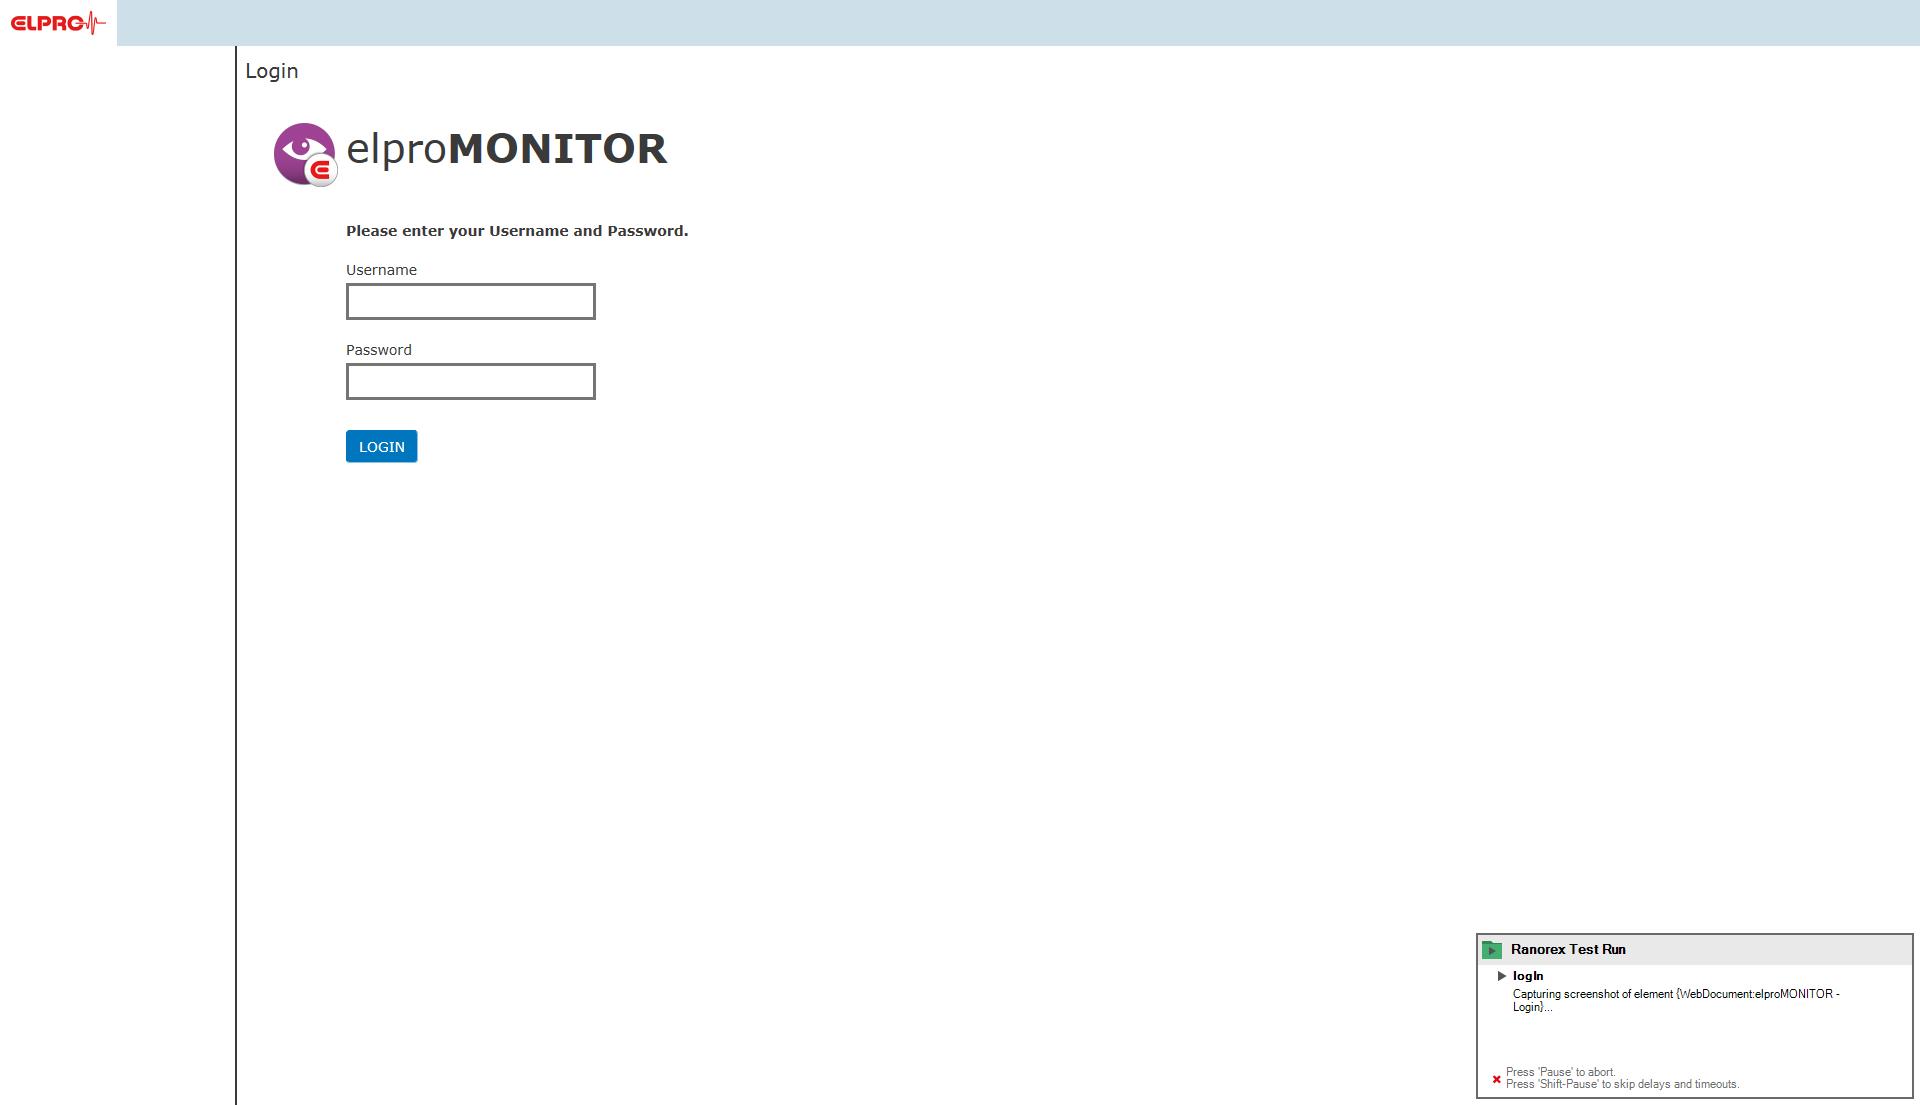 ELPRO
Login
elproMONITOR
Please enter your Username and Password.
Username
Password
LOGIN
Ranorex Test Run
logIn
Capturing screenshot of element {WebDocument:elproMONITOR -
Login}...
Press 'Pause' to abort.
Press 'Shift-Pause' to skip delays and timeouts.